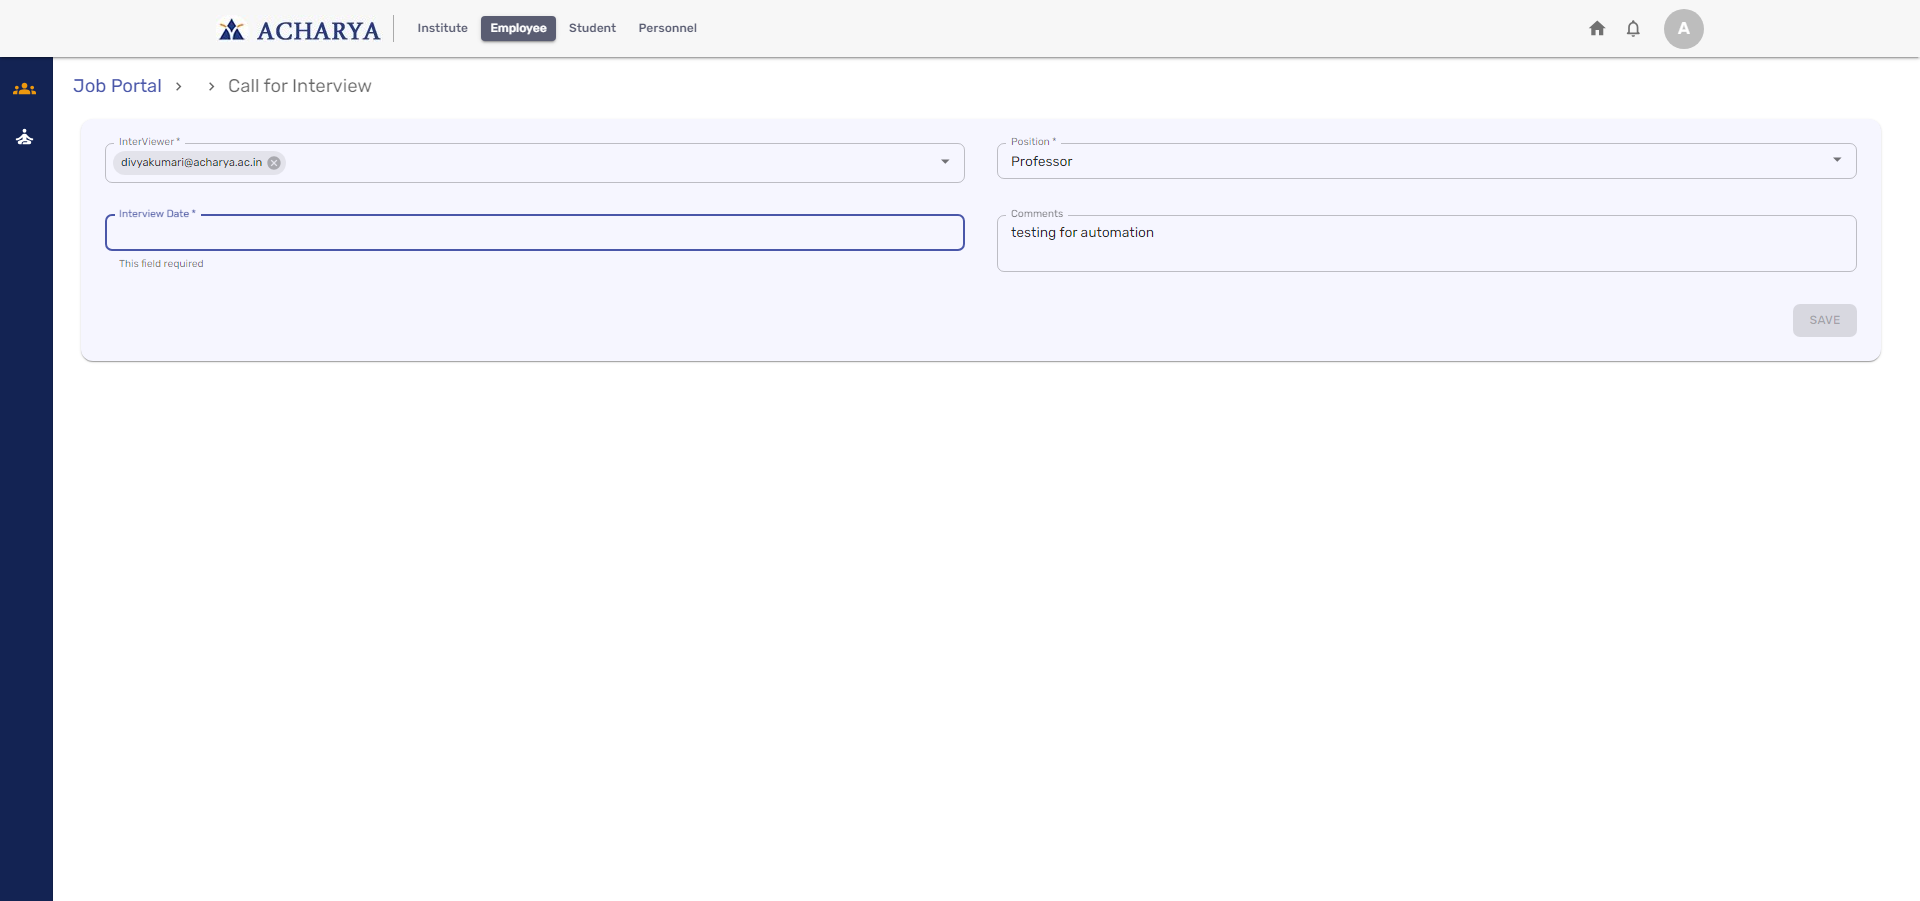 ACHARYA
Institute
Employee
Student
Personnel
A
Job Portal > > Call for Interview
InterViewer *
divyakumari@acharya.ac.in
Position *
Professor
Interview Date *
This field required
Comments
testing for automation
SAVE